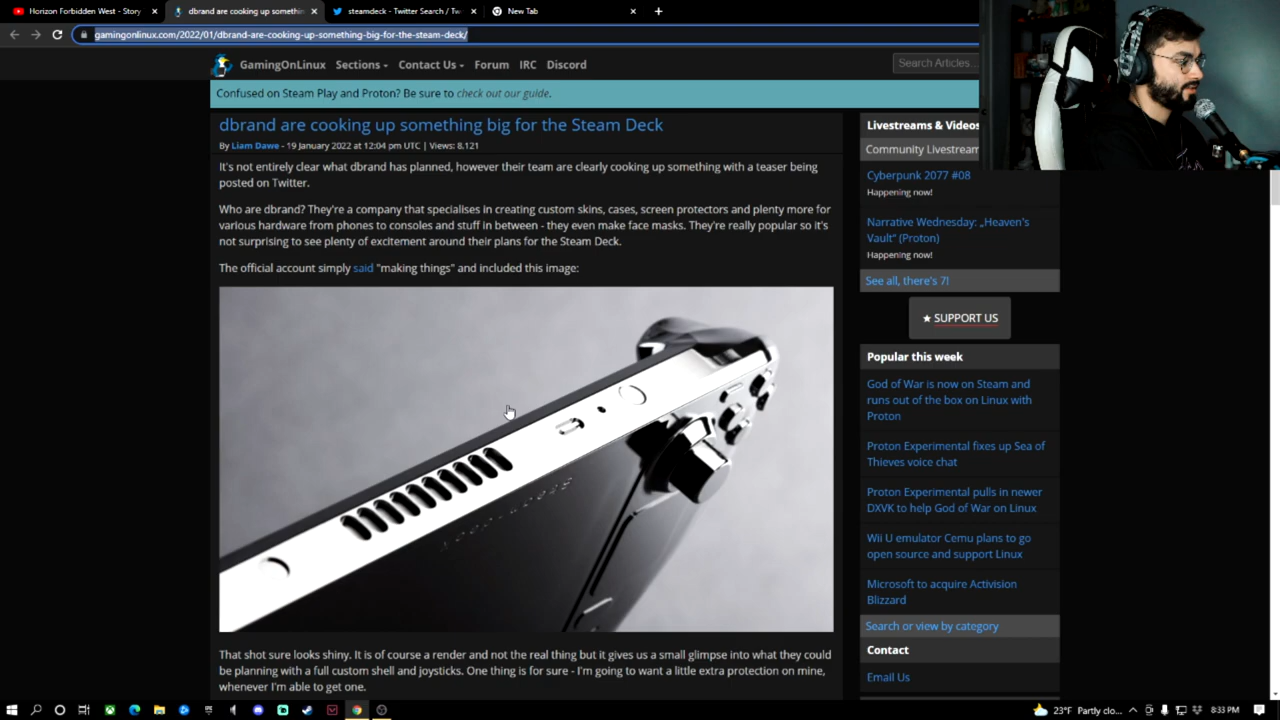 Horizon Forbidden West - Story
dbrand are cooking up somethin
steamdeck - Twitter Search / Tw
New Tab
gamingonlinux.com/2022/01/dbrand-are-cooking-up-something-big-for-the-steam-deck/
GamingOnLinux
Sections
Contact Us
Forum
IRC
Discord
Search Articles...
Confused on Steam Play and Proton? Be sure to check out our guide.
dbrand are cooking up something big for the Steam Deck
By Liam Dawe - 19 January 2022 at 12:04 pm UTC | Views: 8,121
It's not entirely clear what dbrand has planned, however their team are clearly cooking up something with a teaser being
posted on Twitter.
Who are dbrand? They're a company that specialises in creating custom skins, cases, screen protectors and plenty more for
various hardware from phones to consoles and stuff in between - they even make face masks. They're really popular so it's
not surprising to see plenty of excitement around their plans for the Steam Deck.
The official account simply said "making things" and included this image:
That shot sure looks shiny. It is of course a render and not the real thing but it gives us a small glimpse into what they could
be planning with a full custom shell and joysticks. One thing is for sure - I'm going to want a little extra protection on mine,
whenever I'm able to get one.
Livestreams & Videos
Community Livestream
Cyberpunk 2077 #08
Happening now!
Narrative Wednesday: „Heaven's
Vault" (Proton)
Happening now!
See all, there's 7!
★ SUPPORT US
Popular this week
God of War is now on Steam and
runs out of the box on Linux with
Proton
Proton Experimental fixes up Sea of
Thieves voice chat
Proton Experimental pulls in newer
DXVK to help God of War on Linux
Wii U emulator Cemu plans to go
open source and support Linux
Microsoft to acquire Activision
Blizzard
Search or view by category
Contact
Email Us
23°F Partly clo...
8:33 PM